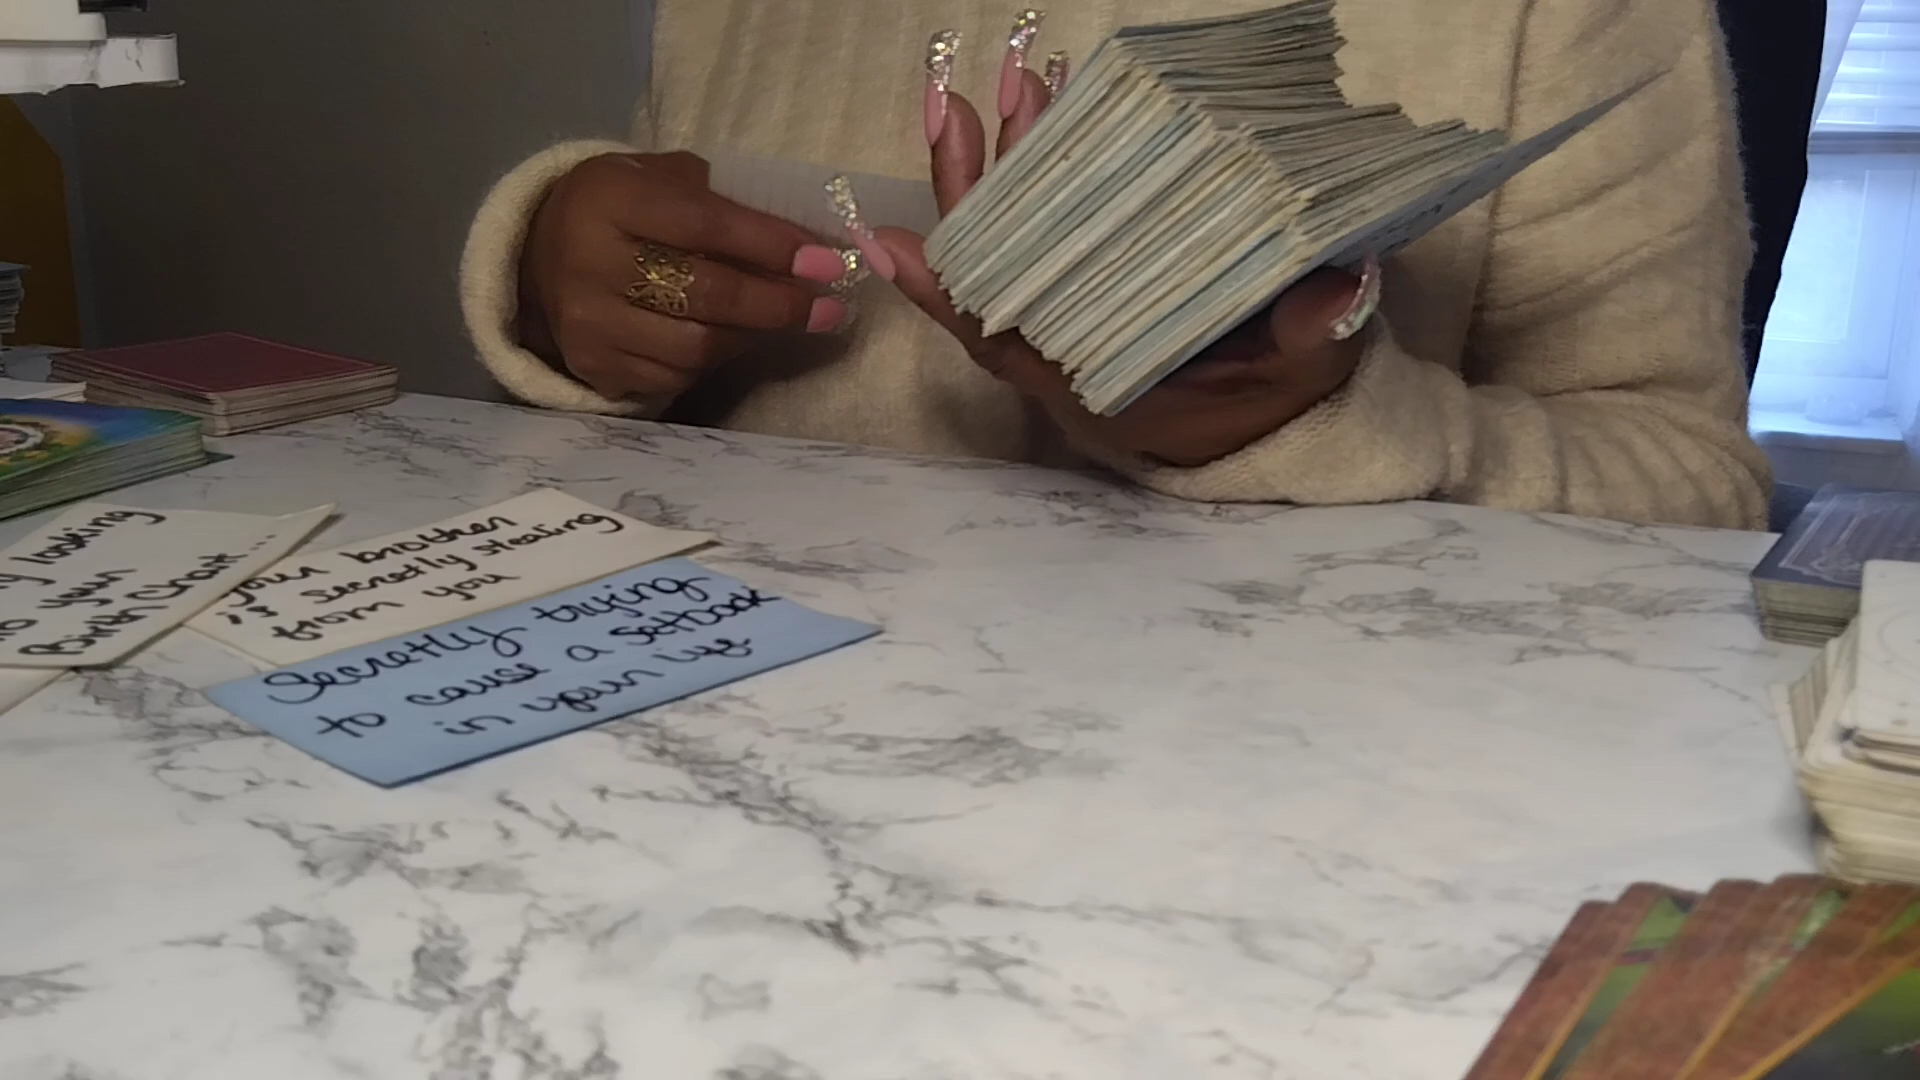 looking
your
Birth Chart...
your brother
is secretly stealing
from you
Secretly trying
to cause a setback
in your life